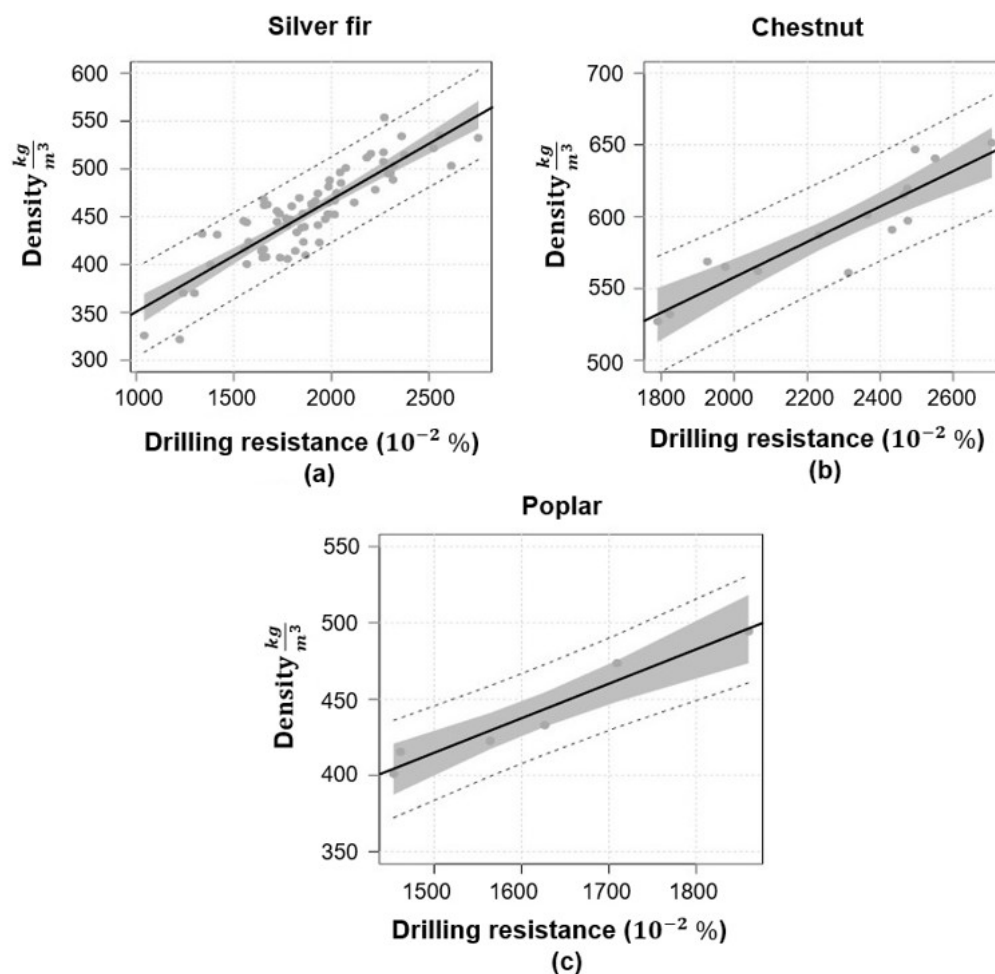 Silver fir
Density kg/m³
600
550
500
450
400
350
300
1000 1500 2000 2500
Drilling resistance (10⁻² %)
(a)
Chestnut
Density kg/m³
700
650
600
550
500
1800 2000 2200 2400 2600
Drilling resistance (10⁻² %)
(b)
Poplar
Density kg/m³
550
500
450
400
350
1500 1600 1700 1800
Drilling resistance (10⁻² %)
(c)